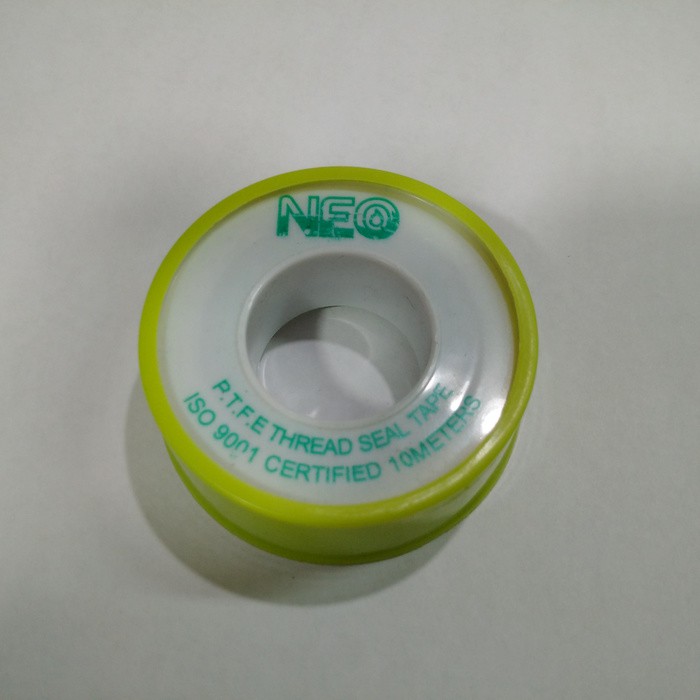 NEO
P.T.F.E THREAD SEAL TAPE
ISO 9001 CERTIFIED 10METERS